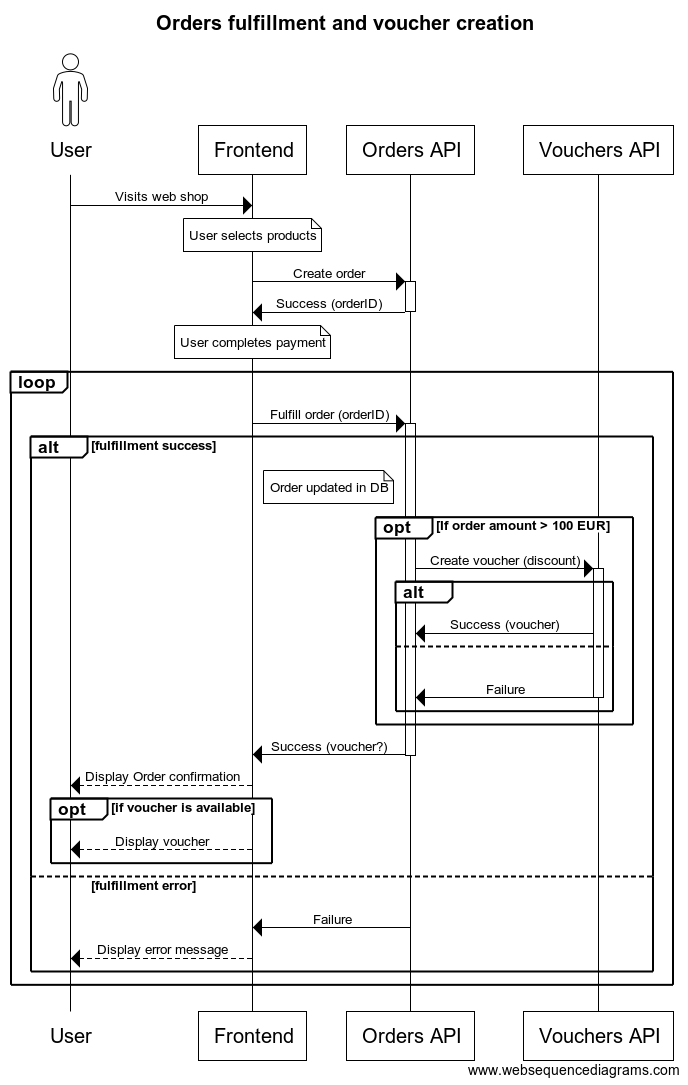 Orders fulfillment and voucher creation
User
Frontend
Orders API
Vouchers API
Visits web shop
User selects products
Create order
Success (orderID)
User completes payment
loop
Fulfill order (orderID)
alt
[fulfillment success]
Order updated in DB
opt
[If order amount > 100 EUR]
Create voucher (discount)
alt
Success (voucher)
Failure
Success (voucher?)
Display Order confirmation
opt
[if voucher is available]
Display voucher
[fulfillment error]
Failure
Display error message
User
Frontend
Orders API
Vouchers API
www.websequencediagrams.com